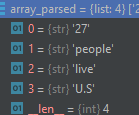 array_parsed = {list: 4} ['2
01 0 = {str} '27'
01 1 = {str} 'people'
01 2 = {str} 'live'
01 3 = {str} 'U.S'
01 __len__ = {int} 4